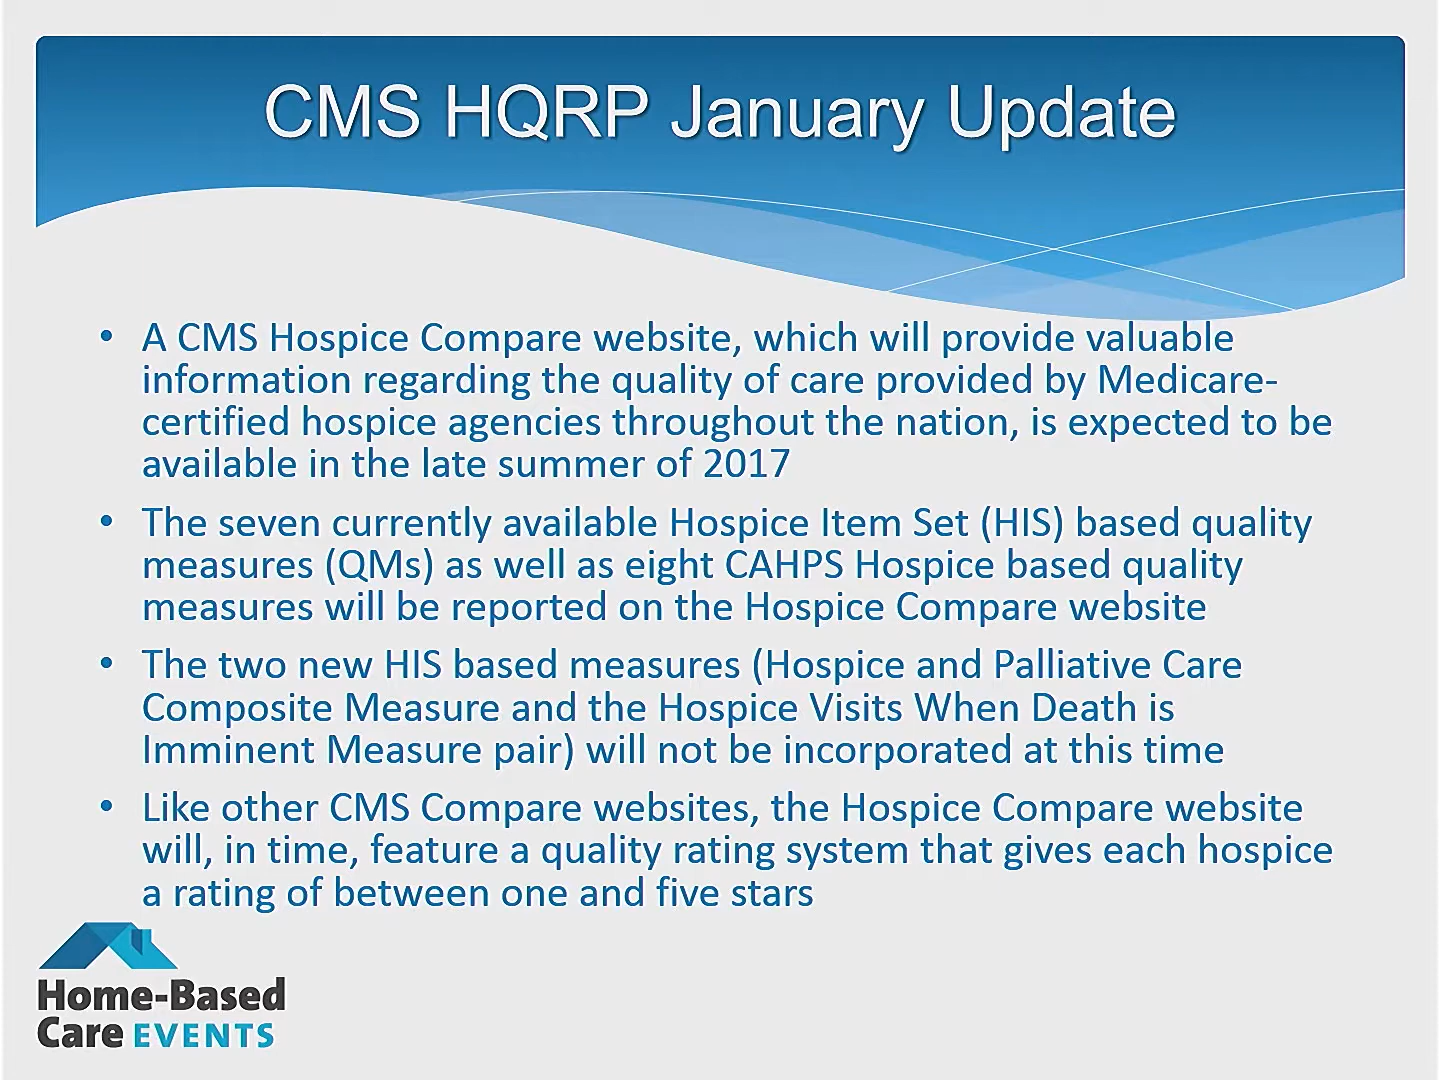 CMS HQRP January Update
• A CMS Hospice Compare website, which will provide valuable
information regarding the quality of care provided by Medicare-
certified hospice agencies throughout the nation, is expected to be
available in the late summer of 2017
• The seven currently available Hospice Item Set (HIS) based quality
measures (QMs) as well as eight CAHPS Hospice based quality
measures will be reported on the Hospice Compare website
• The two new HIS based measures (Hospice and Palliative Care
Composite Measure and the Hospice Visits When Death is
Imminent Measure pair) will not be incorporated at this time
• Like other CMS Compare websites, the Hospice Compare website
will, in time, feature a quality rating system that gives each hospice
a rating of between one and five stars
Home-Based
Care EVENTS